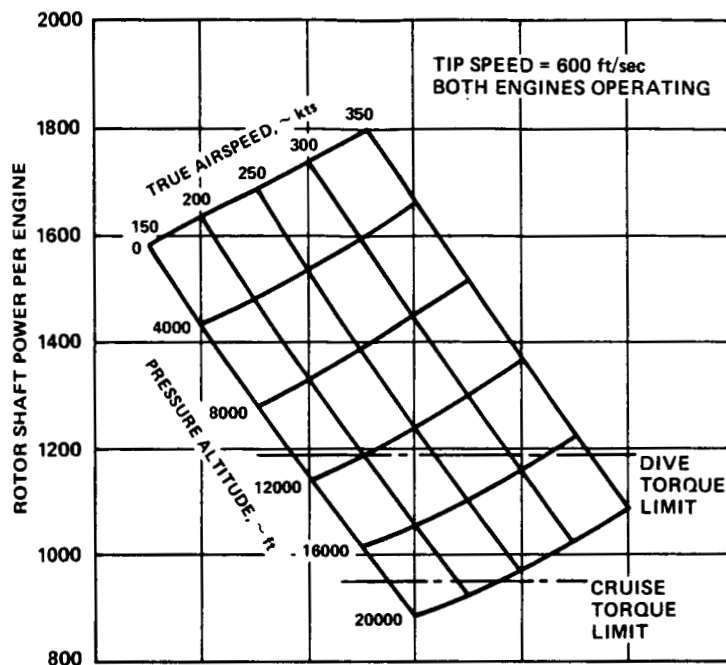 2000
1800
1600
1400
1200
1000
800
ROTOR SHAFT POWER PER ENGINE
TIP SPEED = 600 ft/sec
BOTH ENGINES OPERATING
TRUE AIRSPEED, ~ kts
150
200
250
300
350
0
4000
8000
12000
16000
20000
PRESSURE ALTITUDE, ~ ft
DIVE
TORQUE
LIMIT
CRUISE
TORQUE
LIMIT